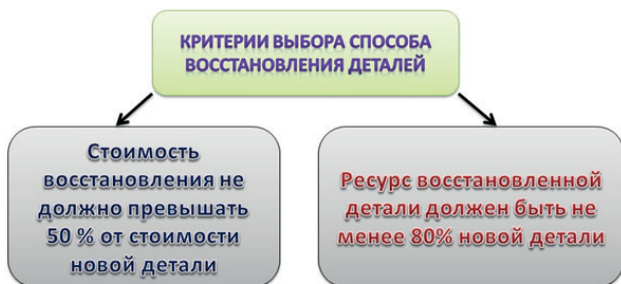 КРИТЕРИИ ВЫБОРА СПОСОБА
ВОССТАНОВЛЕНИЯ ДЕТАЛЕЙ
Стоимость
восстановления не
должно превышать
50 % от стоимости
новой детали
Ресурс восстановленной
детали должен быть не
менее 80% новой детали